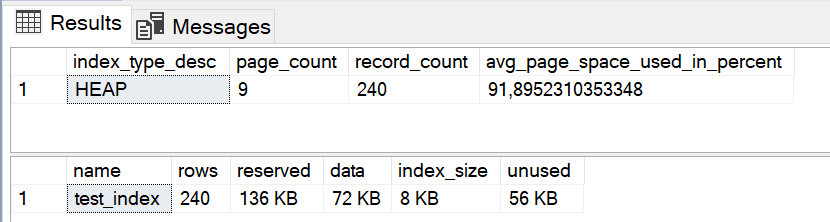 Results Messages
index_type_desc page_count record_count avg_page_space_used_in_percent
1 HEAP 9 240 91,8952310353348
name rows reserved data index_size unused
1 test_index 240 136 KB 72 KB 8 KB 56 KB